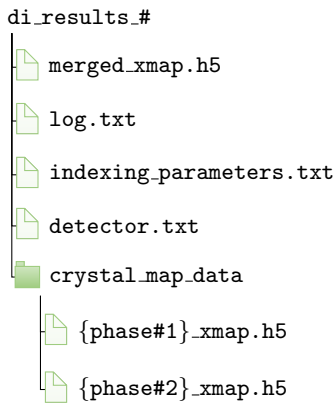 di_results_#
merged_xmap.h5
log.txt
indexing_parameters.txt
detector.txt
crystal_map_data
{phase#1}_xmap.h5
{phase#2}_xmap.h5